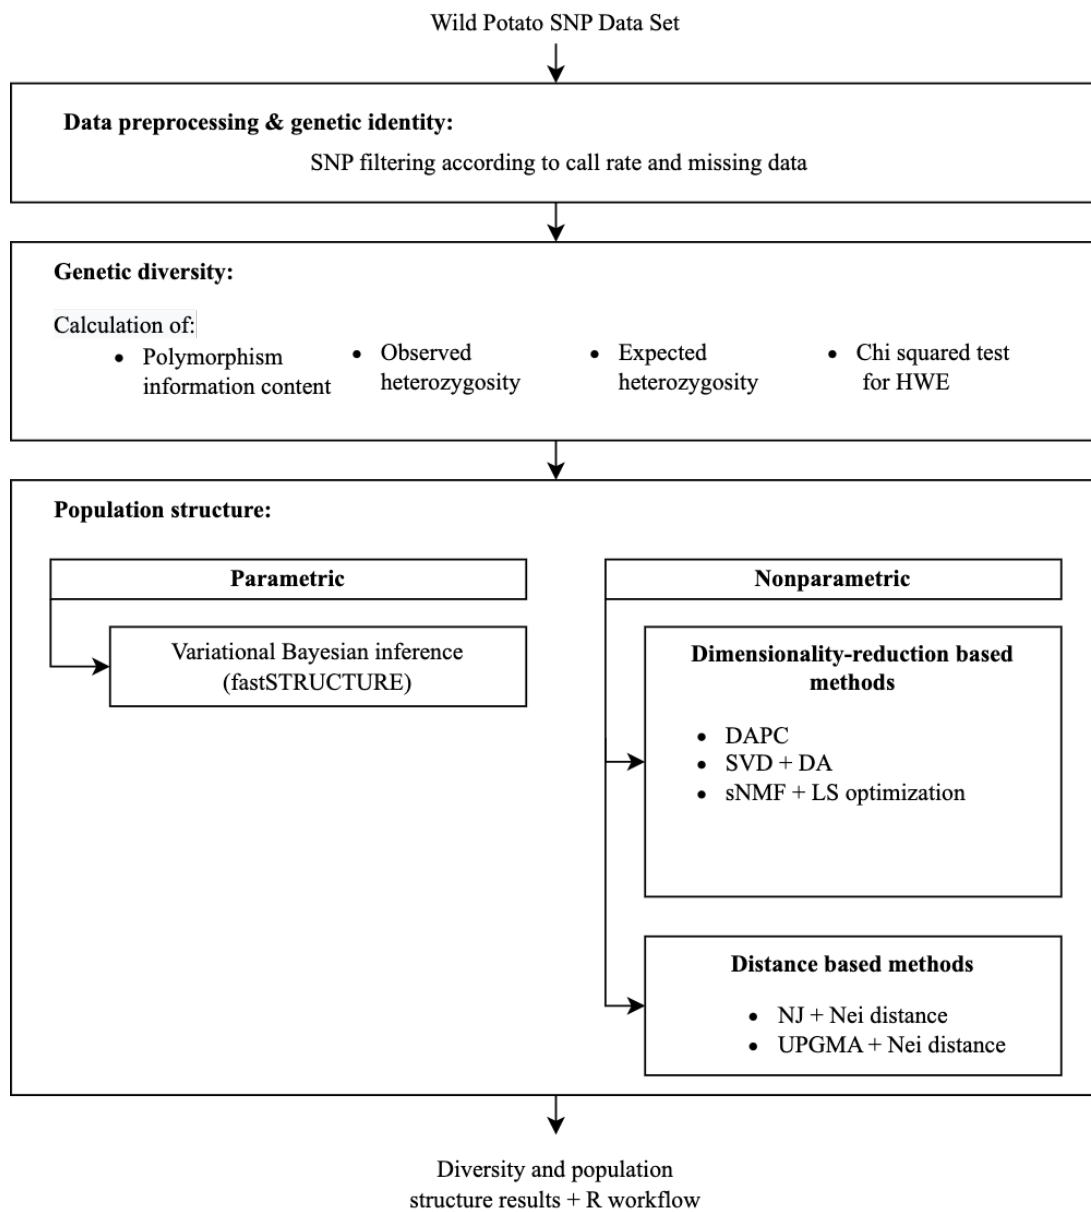 Wild Potato SNP Data Set
Data preprocessing & genetic identity:
SNP filtering according to call rate and missing data
Genetic diversity:
Calculation of:
• Polymorphism
information content
• Observed
heterozygosity
• Expected
heterozygosity
• Chi squared test
for HWE
Population structure:
Parametric
Variational Bayesian inference
(fastSTRUCTURE)
Nonparametric
Dimensionality-reduction based
methods
• DAPC
• SVD + DA
• sNMF + LS optimization
Distance based methods
• NJ + Nei distance
• UPGMA + Nei distance
Diversity and population
structure results + R workflow